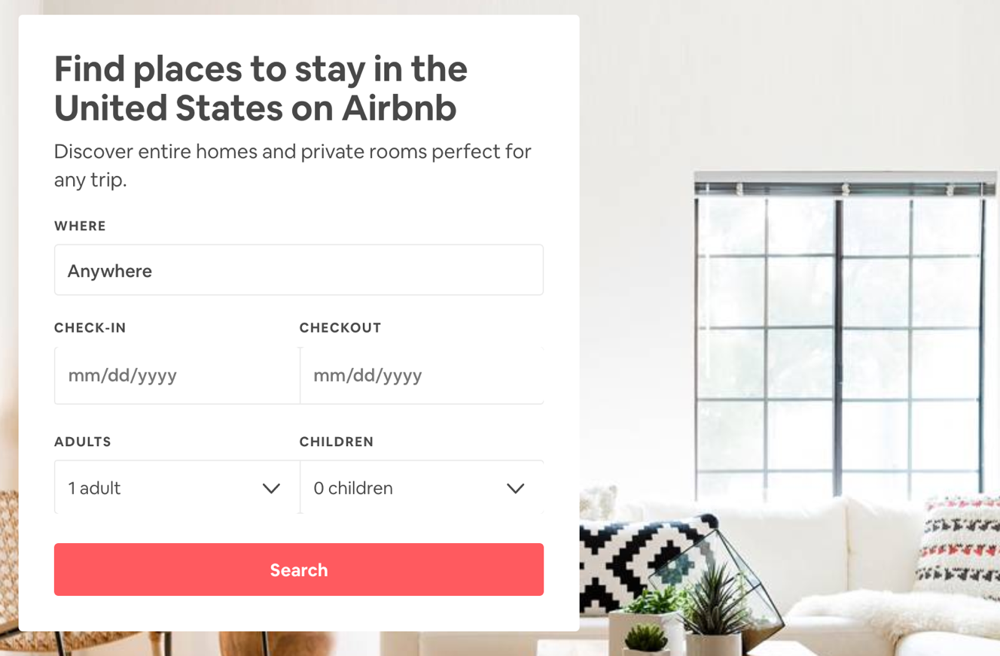 Find places to stay in the
United States on Airbnb
Discover entire homes and private rooms perfect for
any trip.
WHERE
Anywhere
CHECK-IN CHECKOUT
mm/dd/yyyy mm/dd/yyyy
ADULTS CHILDREN
1 adult 0 children
Search